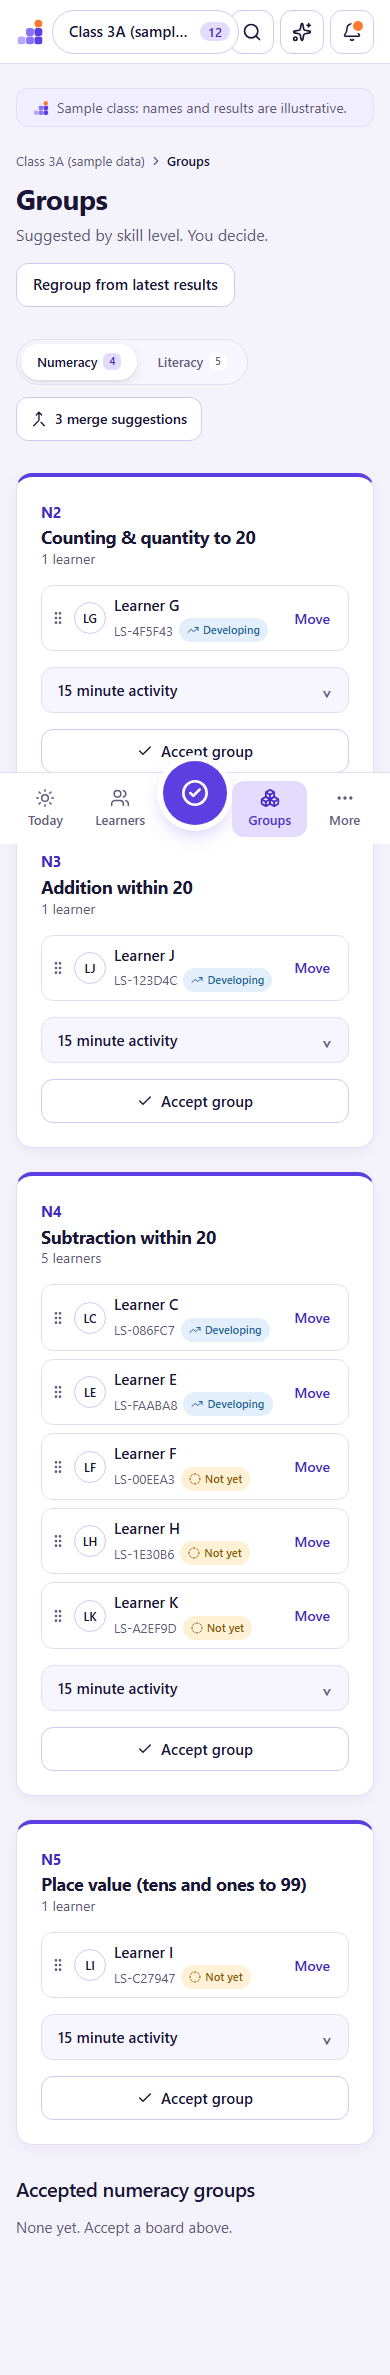 Class 3A (sampl... 12
Sample class: names and results are illustrative.
Class 3A (sample data) > Groups
Groups
Suggested by skill level. You decide.
Regroup from latest results
Numeracy 4 Literacy 5
3 merge suggestions
N2
Counting & quantity to 20
1 learner
LG Learner G
LS-4F5F43 Developing
Move
15 minute activity
Accept group
Today Learners Groups More
N3
Addition within 20
1 learner
LJ Learner J
LS-123D4C Developing
Move
15 minute activity
Accept group
N4
Subtraction within 20
5 learners
LC Learner C
LS-086FC7 Developing
Move
LE Learner E
LS-FAABA8 Developing
Move
LF Learner F
LS-00EEA3 Not yet
Move
LH Learner H
LS-1E30B6 Not yet
Move
LK Learner K
LS-A2EF9D Not yet
Move
15 minute activity
Accept group
N5
Place value (tens and ones to 99)
1 learner
LI Learner I
LS-C27947 Not yet
Move
15 minute activity
Accept group
Accepted numeracy groups
None yet. Accept a board above.